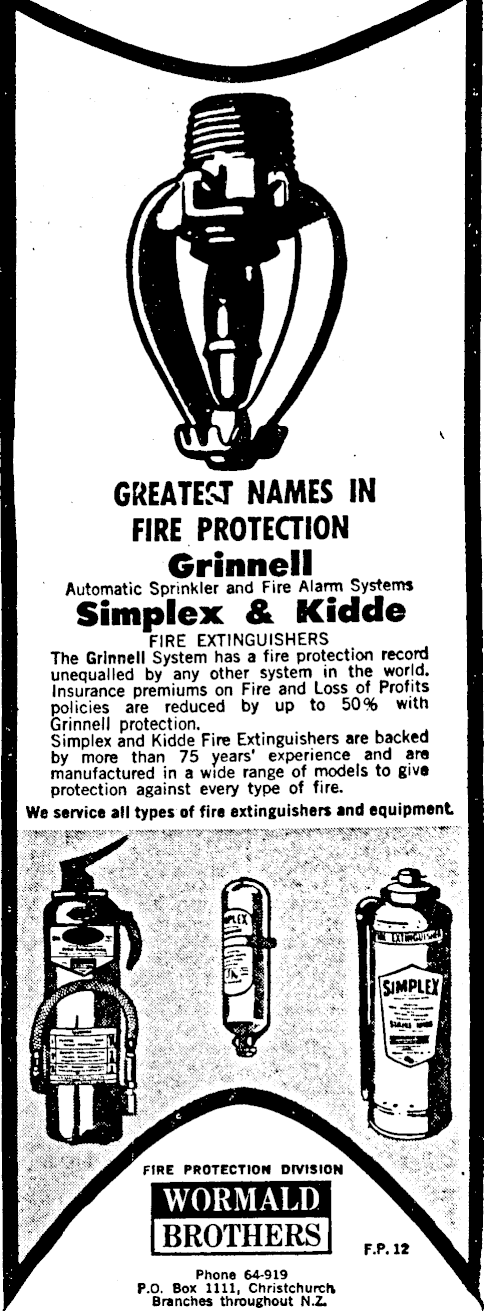 GREATEST NAMES IN
FIRE PROTECTION
Grinnell
Automatic Sprinkler and Fire Alarm Systems
Simplex & Kidde
FIRE EXTINGUISHERS
The Grinnell System has a fire protection record
unequalled by any other system in the world.
Insurance premiums on Fire and Loss of Profits
policies are reduced by up to 50% with
Grinnell protection.
Simplex and Kidde Fire Extinguishers are backed
by more than 75 years' experience and are
manufactured in a wide range of models to give
protection against every type of fire.
We service all types of fire extinguishers and equipment.
MPLEX
EXTINGUISHER
SIMPLEX
FIRE PROTECTION DIVISION
WORMALD
BROTHERS
F.P. 12
Phone 64-919
P.O. Box 1111, Christchurch
Branches throughout N.Z.